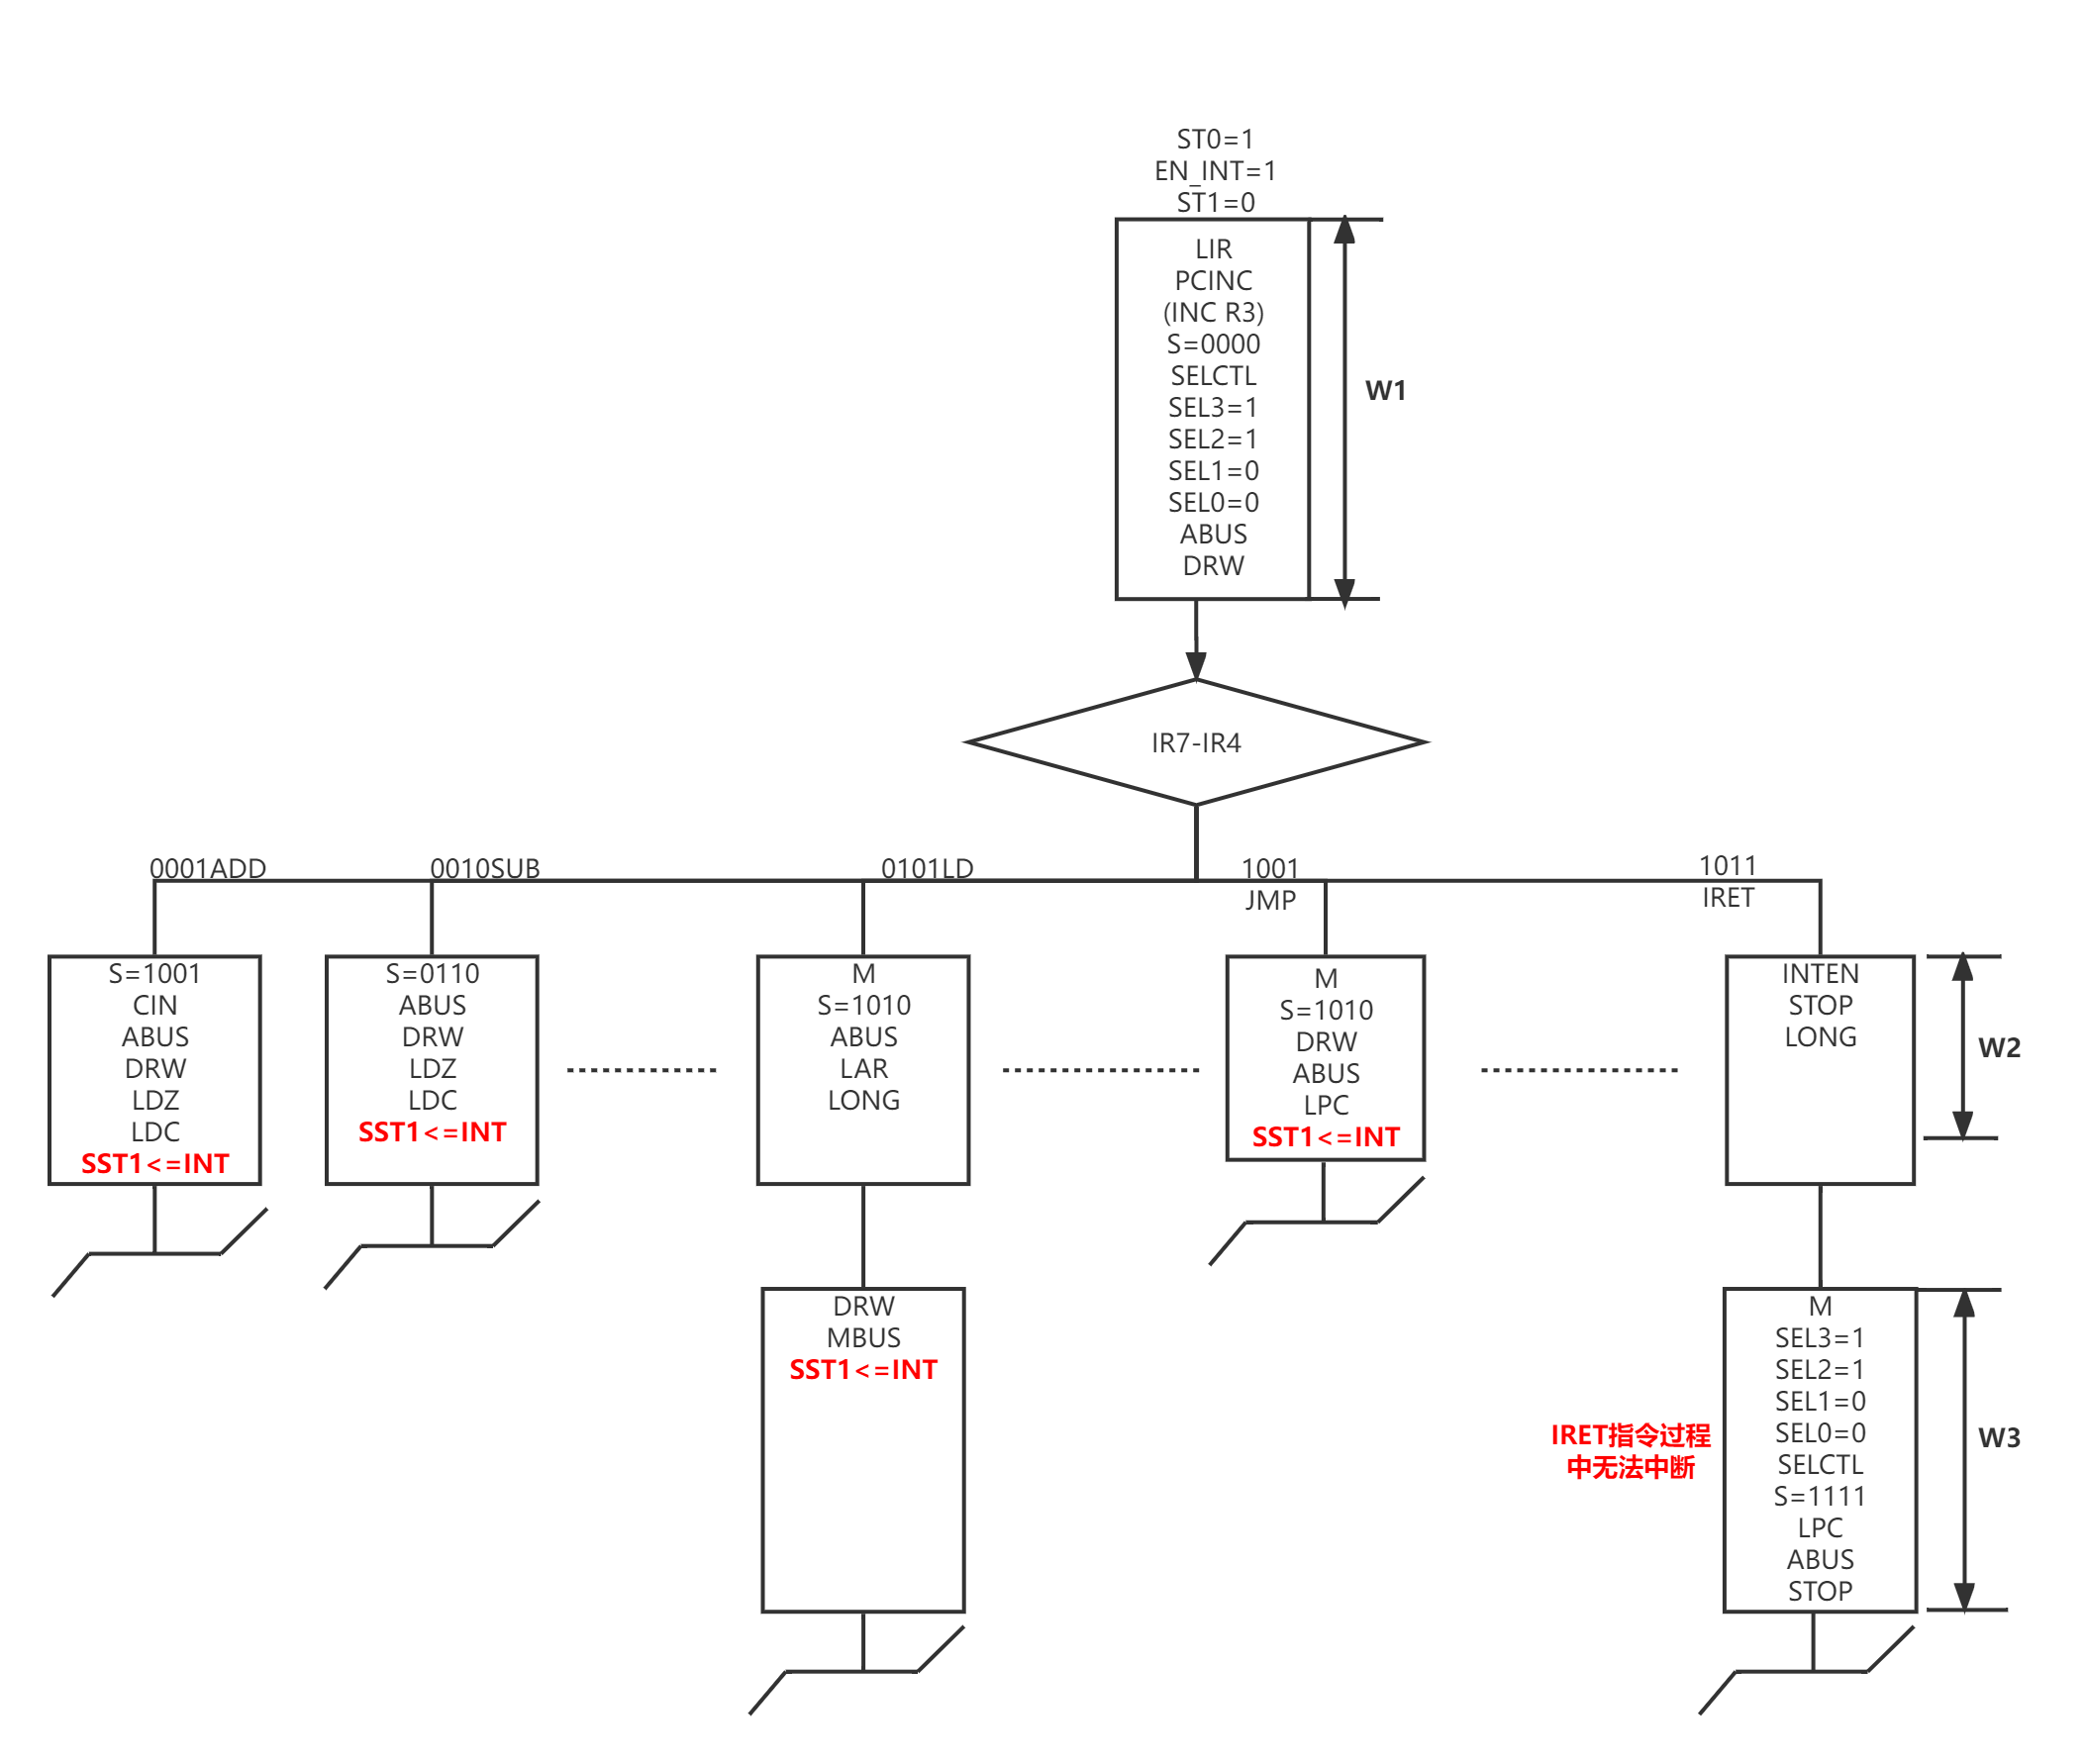 ST0=1
EN_INT=1
ST1=0
LIR
PCINC
(INC R3)
S=0000
SELCTL
SEL3=1
SEL2=1
SEL1=0
SEL0=0
ABUS
DRW
W1
IR7-IR4
0001ADD
0010SUB
0101LD
1001
JMP
1011
IRET
S=1001
CIN
ABUS
DRW
LDZ
LDC
SST1<=INT
S=0110
ABUS
DRW
LDZ
LDC
SST1<=INT
M
S=1010
ABUS
LAR
LONG
M
S=1010
DRW
ABUS
LPC
SST1<=INT
INTEN
STOP
LONG
W2
DRW
MBUS
SST1<=INT
IRET指令过程
中无法中断
M
SEL3=1
SEL2=1
SEL1=0
SEL0=0
SELCTL
S=1111
LPC
ABUS
STOP
W3